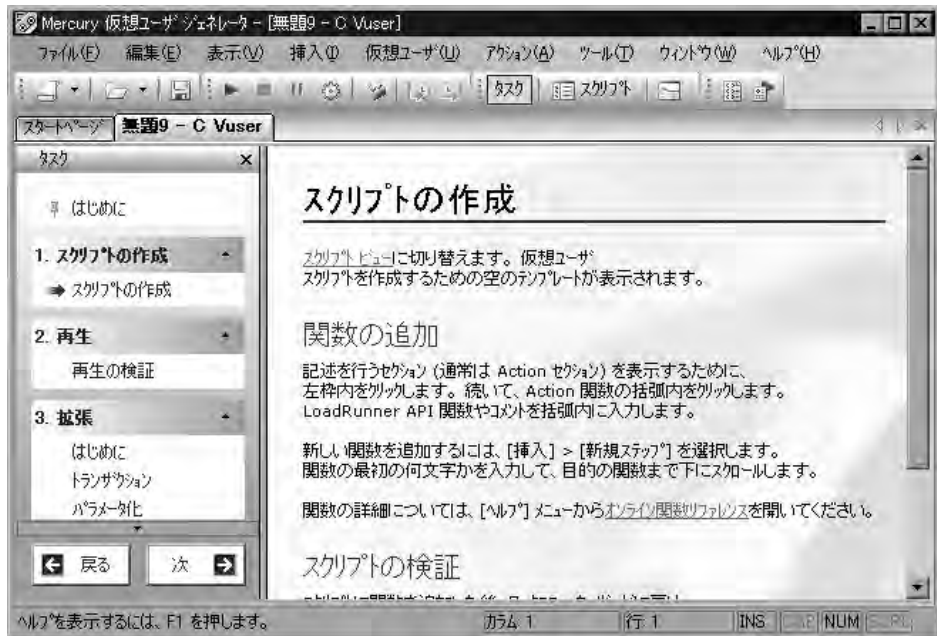 Mercury 仮想ユーザ ジェネレータ - [無題9 - C Vuser]
ファイル(F) 編集(E) 表示(V) 挿入(I) 仮想ユーザ(U) アクション(A) ツール(T) ウィンドウ(W) ヘルプ(H)
タスク スクリプト
スタートページ 無題9 - C Vuser
タスク
はじめに
1. スクリプトの作成
スクリプトの作成
2. 再生
再生の検証
3. 拡張
はじめに
トランザクション
パラメータ化
戻る 次
スクリプトの作成
スクリプト ビューに切り替えます。仮想ユーザ
スクリプトを作成するための空のテンプレートが表示されます。
関数の追加
記述を行うセクション (通常は Action セクション) を表示するために、
左枠内をクリックします。続いて、Action 関数の括弧内をクリックします。
LoadRunner API 関数やコメントを括弧内に入力します。
新しい関数を追加するには、[挿入] > [新規ステップ] を選択します。
関数の最初の何文字かを入力して、目的の関数まで下にスクロールします。
関数の詳細については、[ヘルプ] メニューからオンライン関数リファレンスを開いてください。
スクリプトの検証
ヘルプを表示するには、F1 を押します。 カラム 1 行 1 INS CAP NUM SCRL